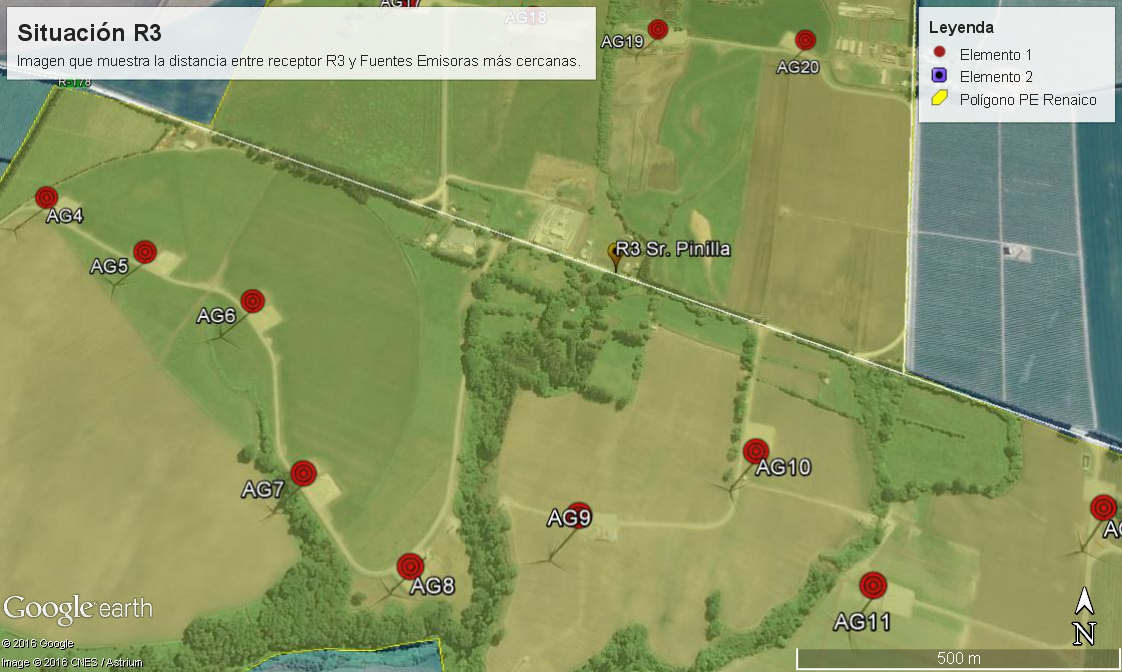 AG17
AG18
Situación R3
Imagen que muestra la distancia entre receptor R3 y Fuentes Emisoras más cercanas.
Leyenda
Elemento 1
Elemento 2
Polígono PE Renaico
AG19
AG20
R-178
AG4
R3 Sr. Pinilla
AG5
AG6
AG10
AG7
AG9
AG8
AG11
Google earth
N
© 2016 Google
Image © 2016 CNES / Astrium
500 m